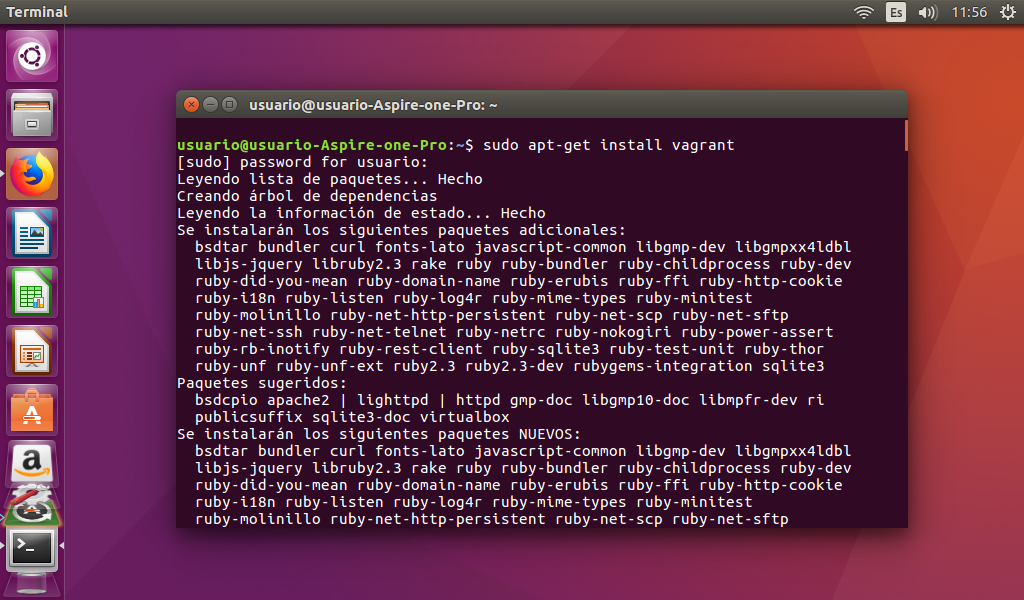 Terminal
Es
11:56
usuario@usuario-Aspire-one-Pro: ~
usuario@usuario-Aspire-one-Pro:~$ sudo apt-get install vagrant
[sudo] password for usuario:
Leyendo lista de paquetes... Hecho
Creando árbol de dependencias
Leyendo la información de estado... Hecho
Se instalarán los siguientes paquetes adicionales:
bsdtar bundler curl fonts-lato javascript-common libgmp-dev libgmpxx4ldbl
libjs-jquery libruby2.3 rake ruby ruby-bundler ruby-childprocess ruby-dev
ruby-did-you-mean ruby-domain-name ruby-erubis ruby-ffi ruby-http-cookie
ruby-i18n ruby-listen ruby-log4r ruby-mime-types ruby-minitest
ruby-molinillo ruby-net-http-persistent ruby-net-scp ruby-net-sftp
ruby-net-ssh ruby-net-telnet ruby-netrc ruby-nokogiri ruby-power-assert
ruby-rb-inotify ruby-rest-client ruby-sqlite3 ruby-test-unit ruby-thor
ruby-unf ruby-unf-ext ruby2.3 ruby2.3-dev rubygems-integration sqlite3
Paquetes sugeridos:
bsdcpio apache2 | lighttpd | httpd gmp-doc libgmp10-doc libmpfr-dev ri
publicsuffix sqlite3-doc virtualbox
Se instalarán los siguientes paquetes NUEVOS:
bsdtar bundler curl fonts-lato javascript-common libgmp-dev libgmpxx4ldbl
libjs-jquery libruby2.3 rake ruby ruby-bundler ruby-childprocess ruby-dev
ruby-did-you-mean ruby-domain-name ruby-erubis ruby-ffi ruby-http-cookie
ruby-i18n ruby-listen ruby-log4r ruby-mime-types ruby-minitest
ruby-molinillo ruby-net-http-persistent ruby-net-scp ruby-net-sftp